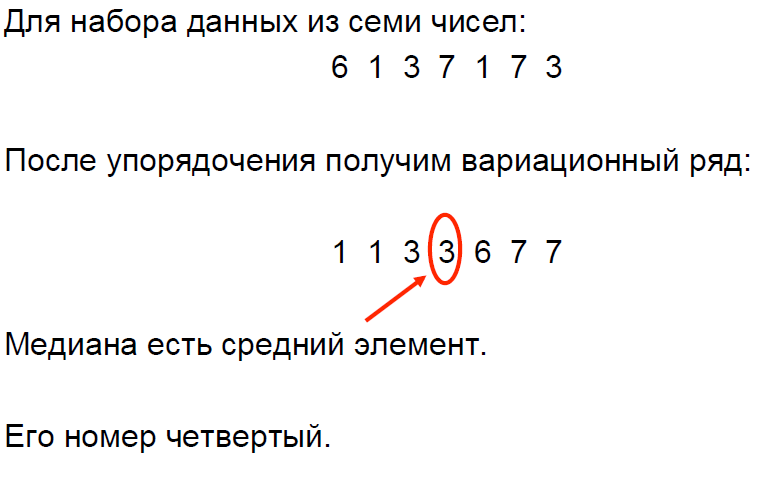 Для набора данных из семи чисел:
6 1 3 7 1 7 3
После упорядочения получим вариационный ряд:
1 1 3 3 6 7 7
Медиана есть средний элемент.
Его номер четвертый.